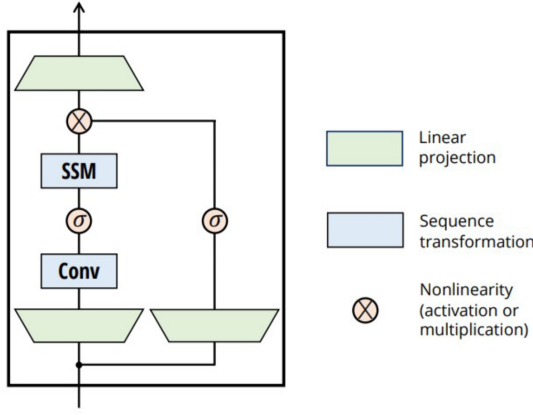 SSM
σ
σ
Conv
Linear
projection
Sequence
transformation
Nonlinearity
(activation or
multiplication)